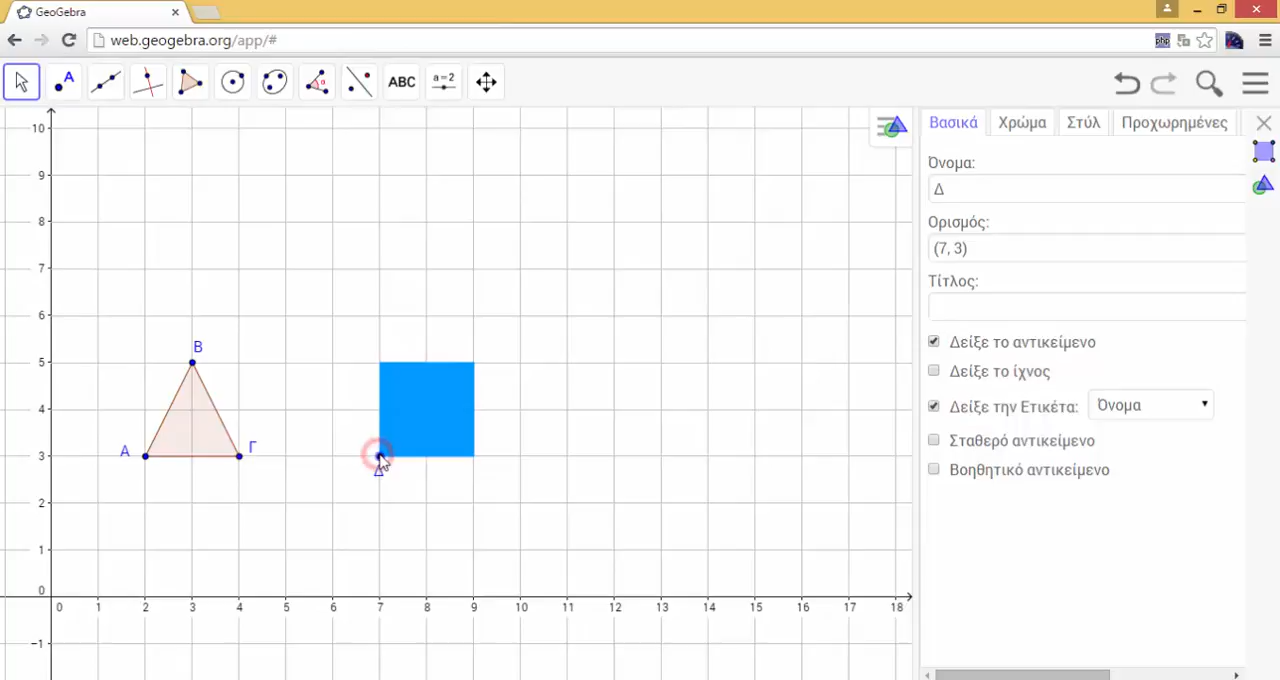 GeoGebra
web.geogebra.org/app/#
php
A
ABC
a=2
Βασικά Χρώμα Στύλ Προχωρημένες
Όνομα:
Δ
Ορισμός:
(7, 3)
Τίτλος:
Δείξε το αντικείμενο
Δείξε το ίχνος
Δείξε την Ετικέτα: Όνομα
Σταθερό αντικείμενο
Βοηθητικό αντικείμενο
10
9
8
7
6
5
4
3
2
1
0
−1
Β
Α
Γ
Δ
0 1 2 3 4 5 6 7 8 9 10 11 12 13 14 15 16 17 18